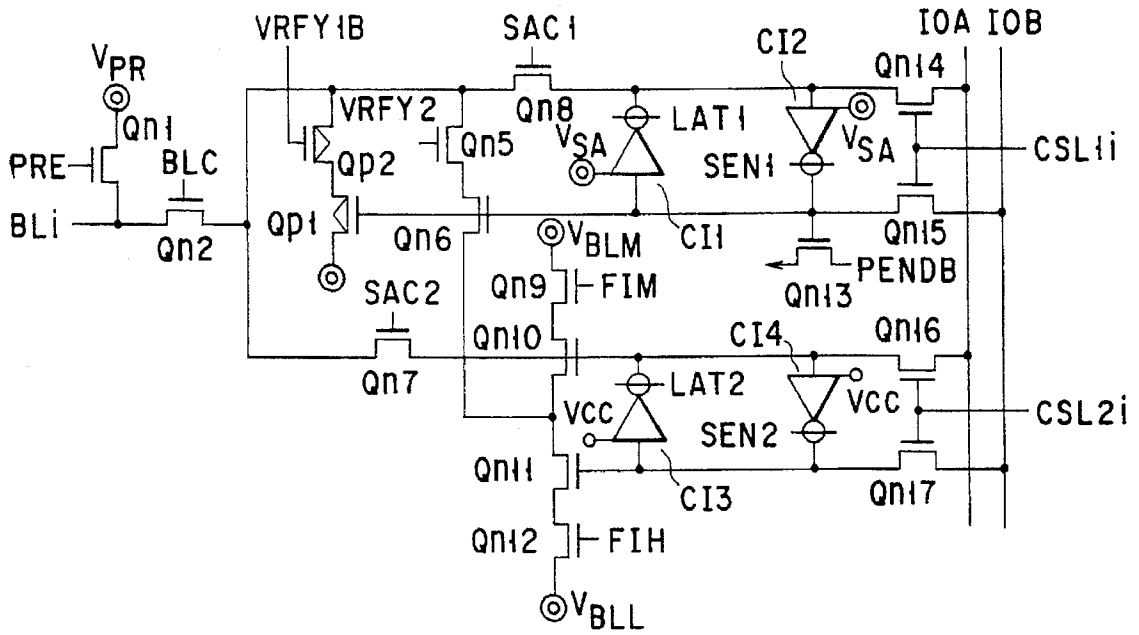 IOA IOB
VRFY1B
SAC1
CI2
VPR
Qn14
Qn1
VRFY2
Qn8
LAT1
VSA
PRE
BLC
Qp2
Qn5
VSA
SEN1
CSL1i
BLi
Qn2
Qp1
Qn6
CI1
Qn15
VBLM
PENDB
Qn9
FIM
Qn13
SAC2
Qn10
CI4
Qn16
Qn7
LAT2
VCC
VCC
SEN2
CSL2i
Qn11
CI3
Qn17
Qn12
FIH
VBLL